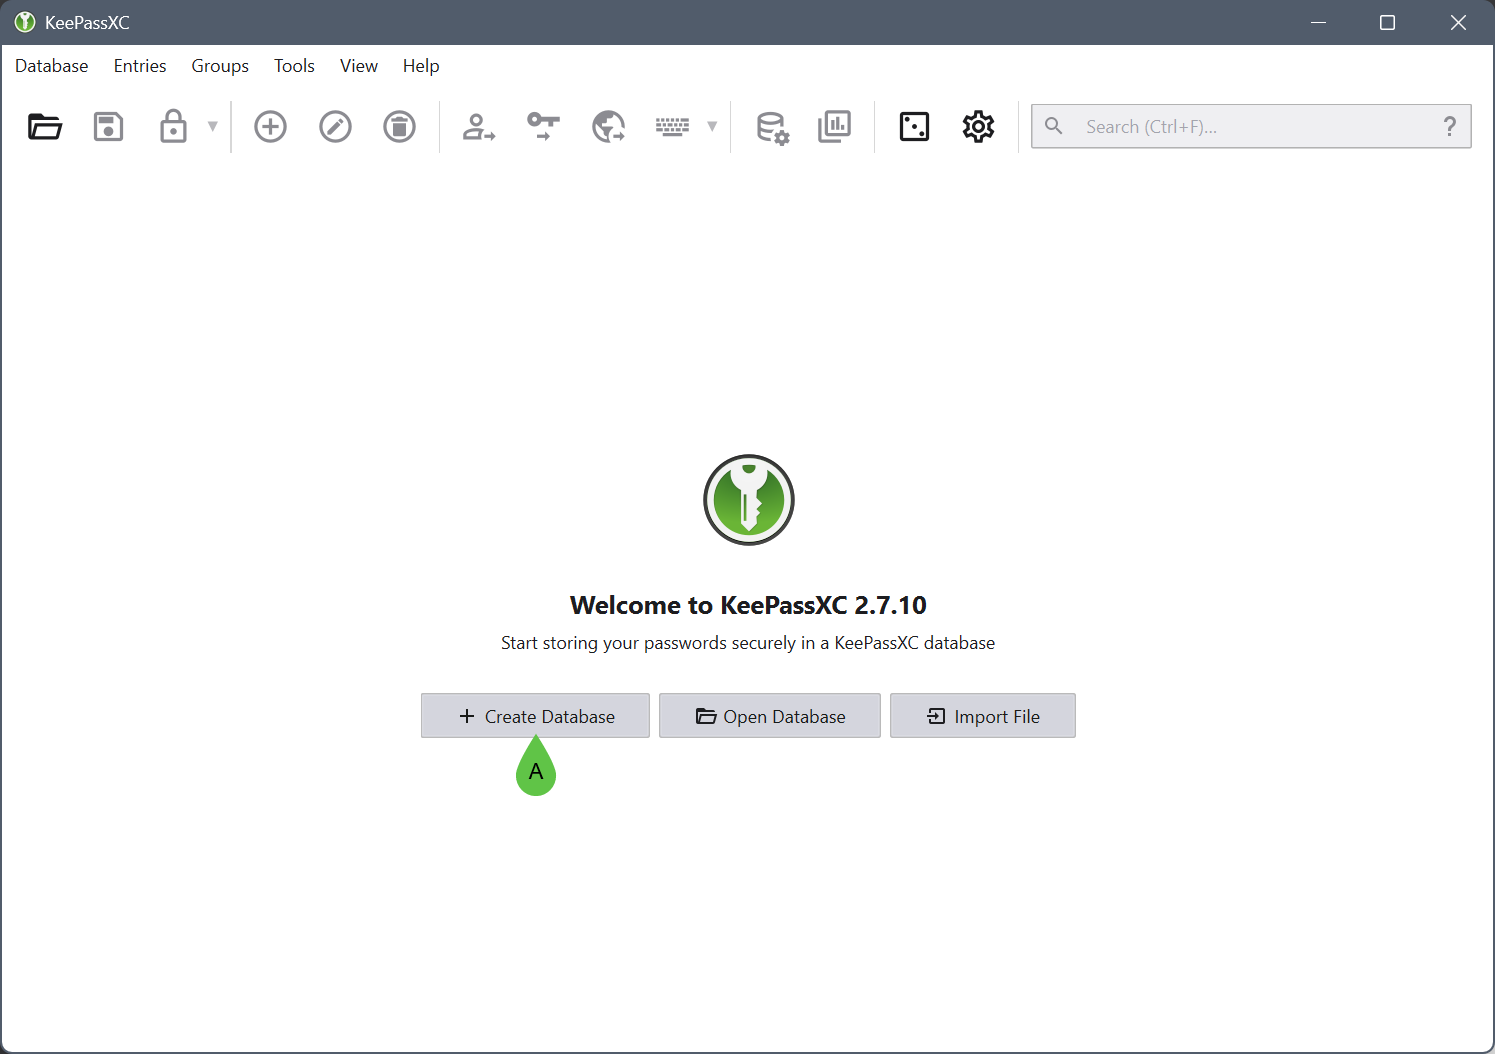 KeePassXC
Database Entries Groups Tools View Help
Search (Ctrl+F)... ?
Welcome to KeePassXC 2.7.10
Start storing your passwords securely in a KeePassXC database
+ Create Database Open Database Import File
A